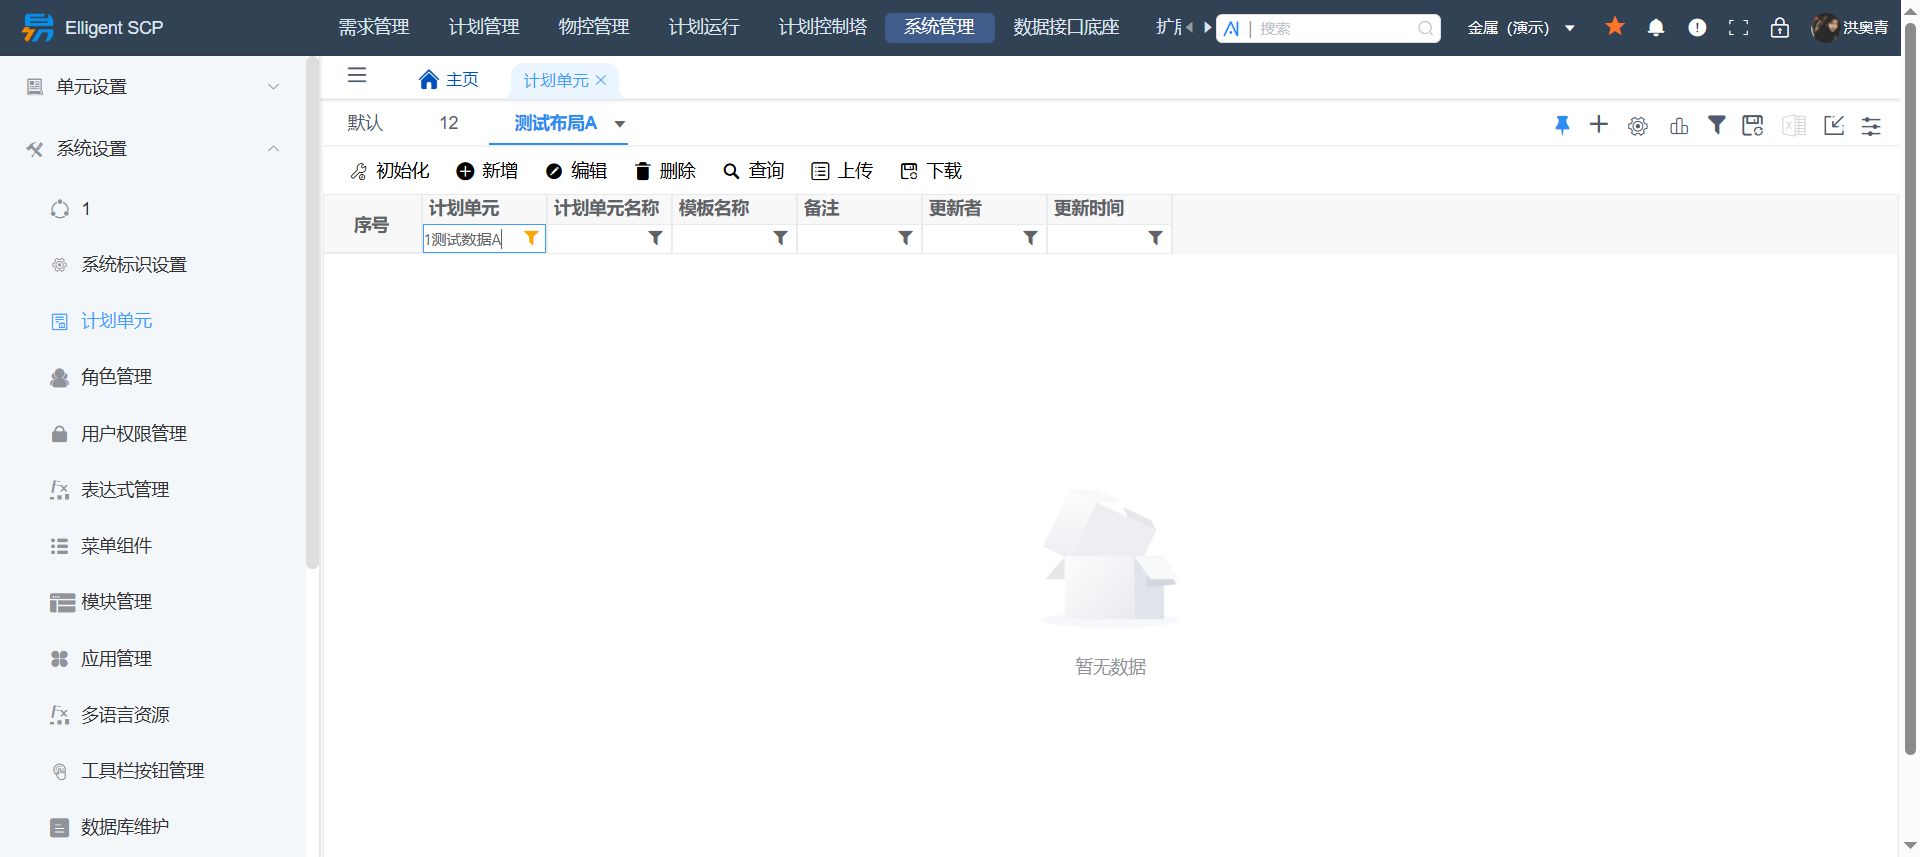 Elligent SCP
需求管理
计划管理
物控管理
计划运行
计划控制塔
系统管理
数据接口底座
AI | 搜索
金属 (演示)
洪奥青
单元设置
系统设置
1
系统标识设置
计划单元
角色管理
用户权限管理
表达式管理
菜单组件
模块管理
应用管理
多语言资源
工具栏按钮管理
数据库维护
主页
计划单元
默认
12
测试布局A
初始化
新增
编辑
删除
查询
上传
下载
序号
计划单元
计划单元名称
模板名称
备注
更新者
更新时间
1测试数据A
暂无数据